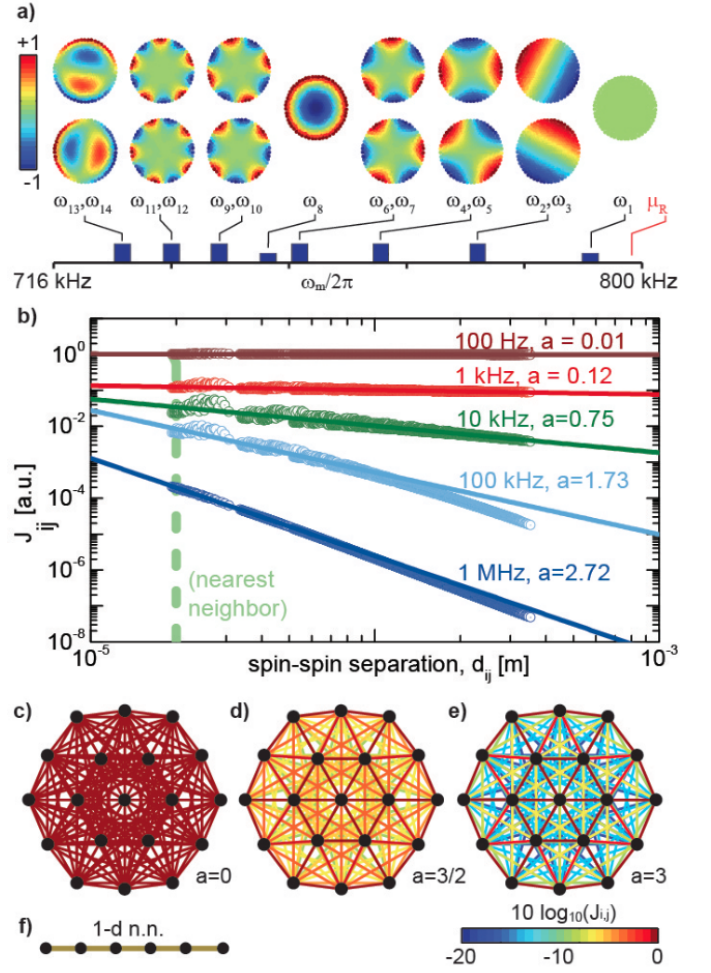 a)
+1
-1
ω13,ω14
ω11,ω12
ω9,ω10
ω8
ω6,ω7
ω4,ω5
ω2,ω3
ω1
μR
716 kHz
ωm/2π
800 kHz
b)
Jij [a.u.]
10^0
10^-2
10^-4
10^-6
10^-8
100 Hz, a = 0.01
1 kHz, a = 0.12
10 kHz, a=0.75
100 kHz, a=1.73
1 MHz, a=2.72
(nearest
neighbor)
10^-5
spin-spin separation, dij [m]
10^-3
c)
d)
e)
a=0
a=3/2
a=3
f)
1-d n.n.
10 log10(Ji,j)
-20
-10
0